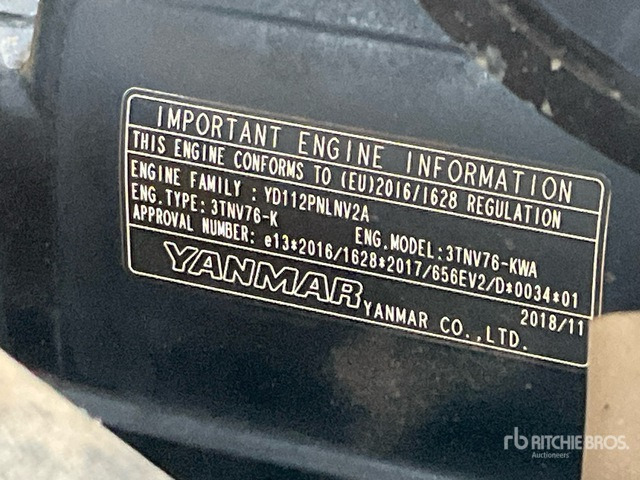 IMPORTANT ENGINE INFORMATION
THIS ENGINE CONFORMS TO (EU)2016/1628 REGULATION
ENGINE FAMILY : YD112PNLNV2A
ENG.TYPE: 3TNV76-K ENG.MODEL:3TNV76-KWA
APPROVAL NUMBER: e13*2016/1628*2017/656EV2/D*0034*01
2018/11
YANMAR YANMAR CO.,LTD.
rb RITCHIE BROS.
Auctioneers